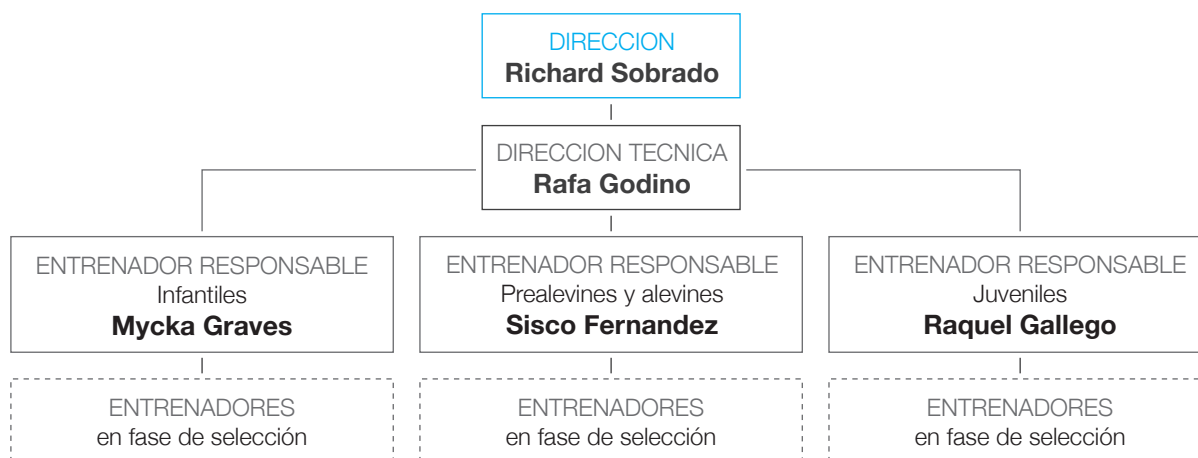 DIRECCION
Richard Sobrado
DIRECCION TECNICA
Rafa Godino
ENTRENADOR RESPONSABLE
Infantiles
Mycka Graves
ENTRENADOR RESPONSABLE
Prealevines y alevines
Sisco Fernandez
ENTRENADOR RESPONSABLE
Juveniles
Raquel Gallego
ENTRENADORES
en fase de selección
ENTRENADORES
en fase de selección
ENTRENADORES
en fase de selección